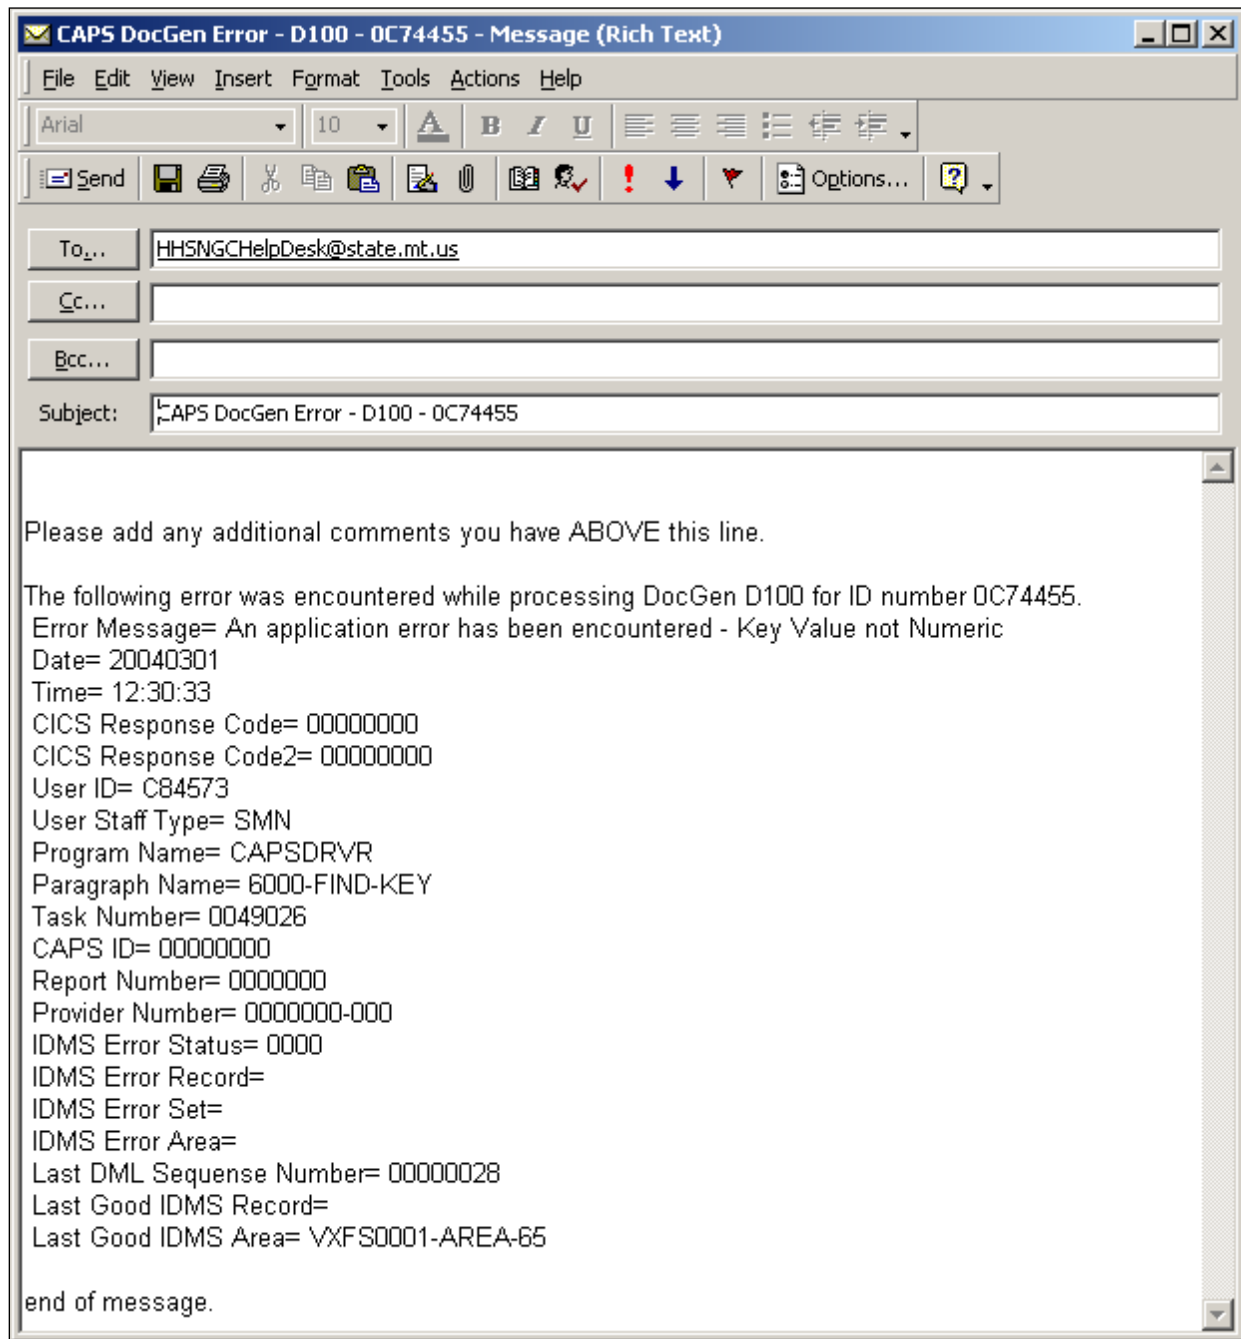 CAPS DocGen Error - D100 - 0C74455 - Message (Rich Text)
File Edit View Insert Format Tools Actions Help
Arial 10 A B I U
Send Options...
To... HHSNGCHelpDesk@state.mt.us
Cc...
Bcc...
Subject: CAPS DocGen Error - D100 - 0C74455
Please add any additional comments you have ABOVE this line.
The following error was encountered while processing DocGen D100 for ID number 0C74455.
Error Message= An application error has been encountered - Key Value not Numeric
Date= 20040301
Time= 12:30:33
CICS Response Code= 00000000
CICS Response Code2= 00000000
User ID= C84573
User Staff Type= SMN
Program Name= CAPSDRVR
Paragraph Name= 6000-FIND-KEY
Task Number= 0049026
CAPS ID= 00000000
Report Number= 0000000
Provider Number= 0000000-000
IDMS Error Status= 0000
IDMS Error Record=
IDMS Error Set=
IDMS Error Area=
Last DML Sequense Number= 00000028
Last Good IDMS Record=
Last Good IDMS Area= VXFS0001-AREA-65
end of message.